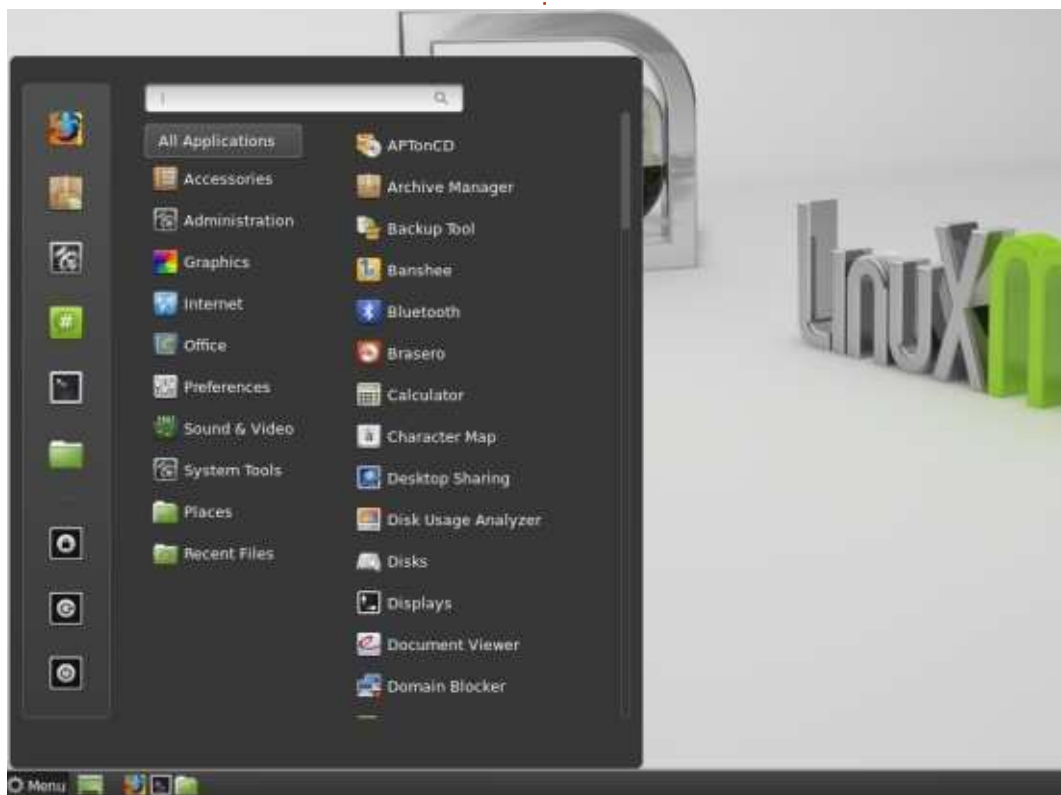 All Applications
Accessories
Administration
Graphics
Internet
Office
Preferences
Sound & Video
System Tools
Places
Recent Files
APTonCD
Archive Manager
Backup Tool
Banshee
Bluetooth
Brasero
Calculator
Character Map
Desktop Sharing
Disk Usage Analyzer
Disks
Displays
Document Viewer
Domain Blocker
LinuX m
Menu